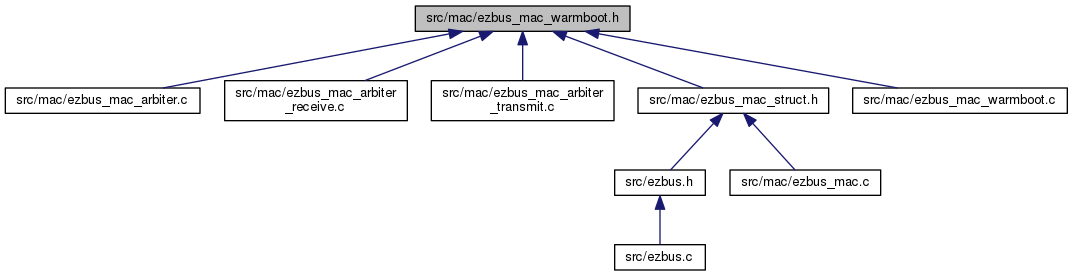 src/mac/ezbus_mac_warmboot.h
src/mac/ezbus_mac_arbiter.c
src/mac/ezbus_mac_arbiter
_receive.c
src/mac/ezbus_mac_arbiter
_transmit.c
src/mac/ezbus_mac_struct.h
src/mac/ezbus_mac_warmboot.c
src/ezbus.h
src/mac/ezbus_mac.c
src/ezbus.c